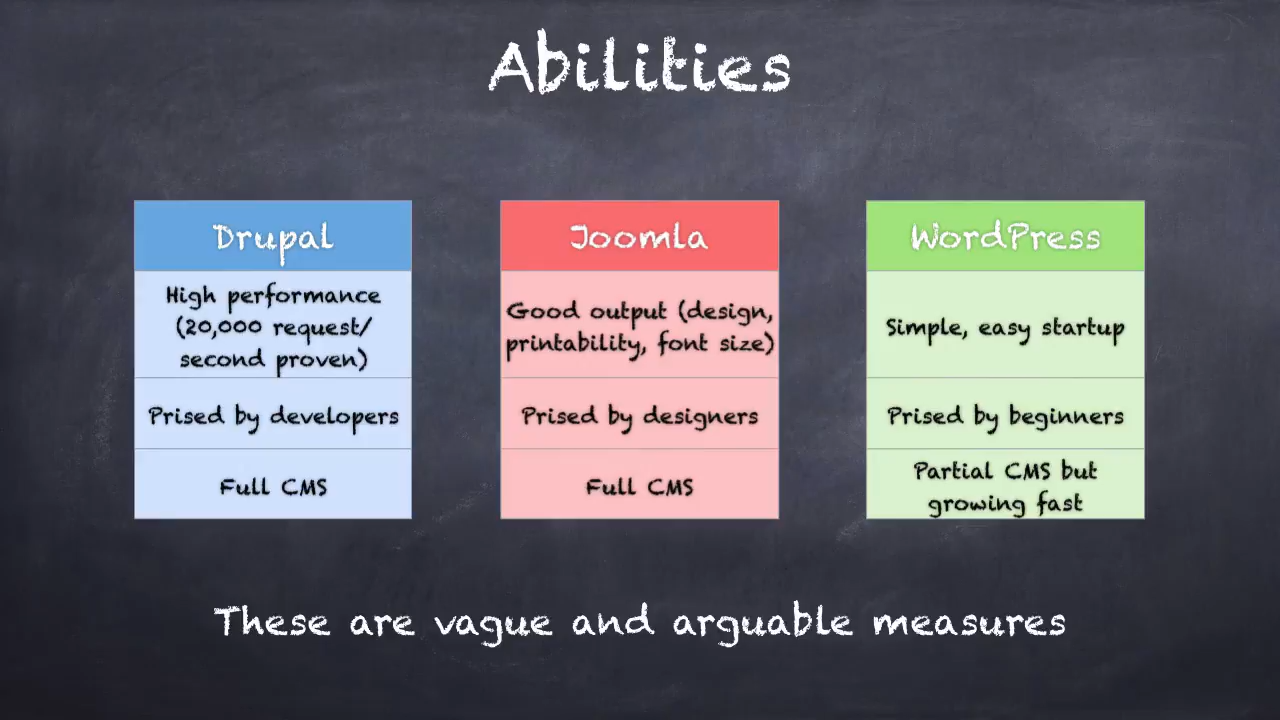 Abilities
Drupal
High performance
(20,000 request/
second proven)
Prised by developers
Full CMS
Joomla
Good output (design,
printability, font size)
Prised by designers
Full CMS
WordPress
Simple, easy startup
Prised by beginners
Partial CMS but
growing fast
These are vague and arguable measures